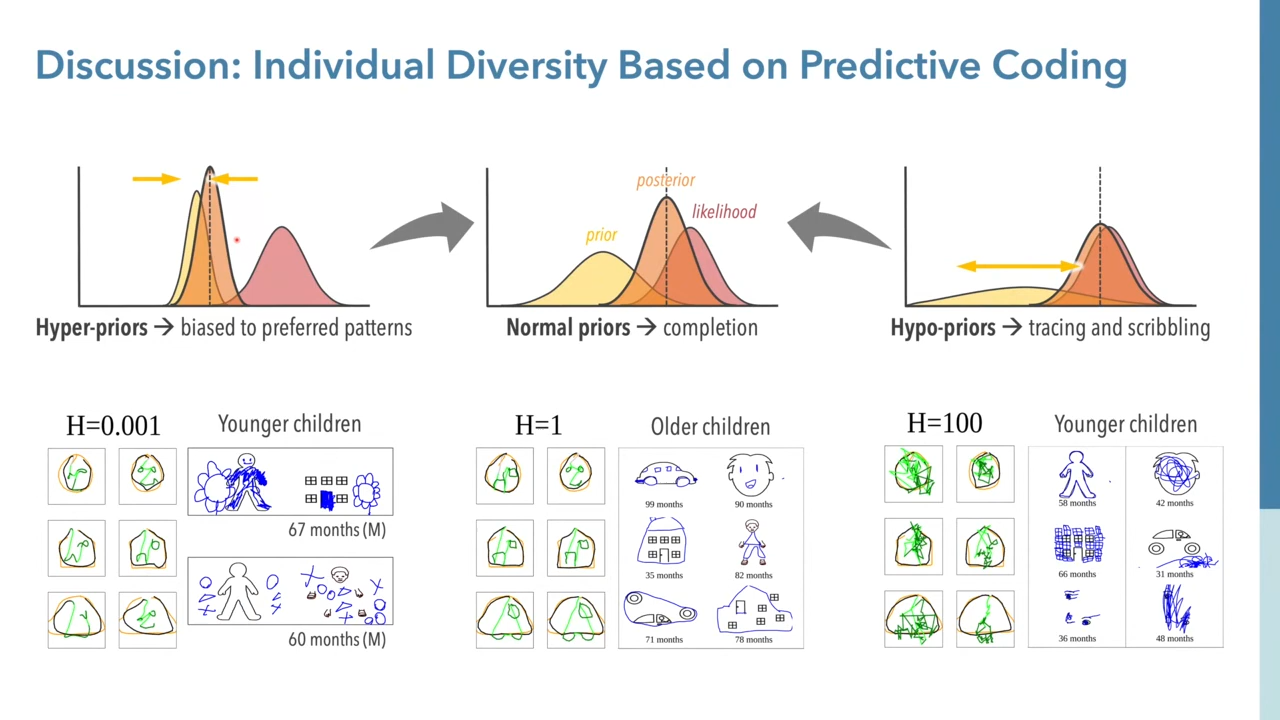 Discussion: Individual Diversity Based on Predictive Coding
posterior
likelihood
prior
Hyper-priors → biased to preferred patterns
Normal priors → completion
Hypo-priors → tracing and scribbling
H=0.001
Younger children
67 months (M)
60 months (M)
H=1
Older children
99 months
90 months
35 months
82 months
71 months
78 months
H=100
Younger children
58 months
42 months
66 months
31 months
36 months
48 months